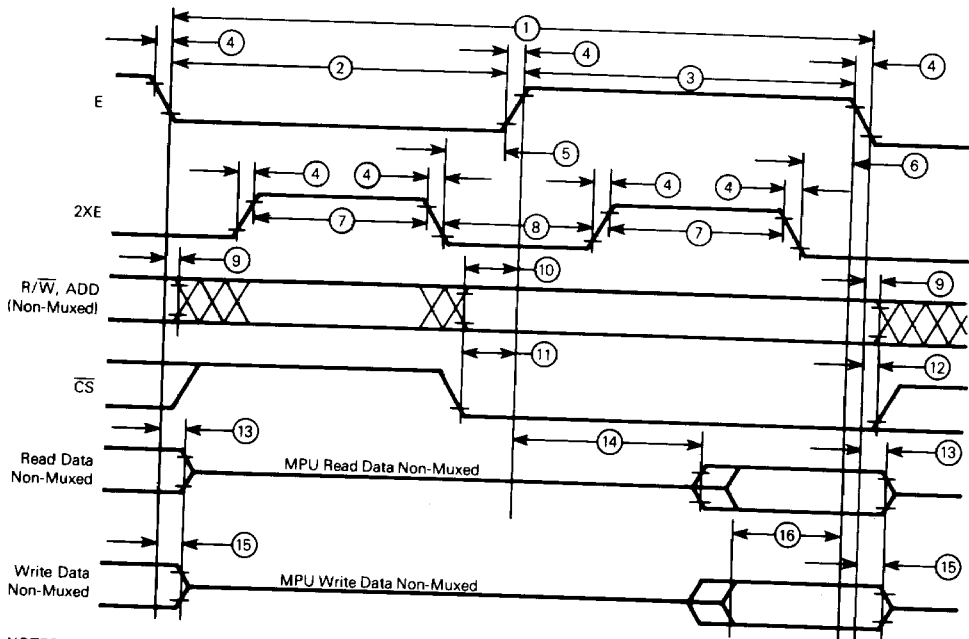 1
4 4 4
2 3
E
5 6
4 4 4
2XE
7 8 7
9 10 9
R/W, ADD
(Non-Muxed)
11 12
CS
13 14 13
Read Data
Non-Muxed
MPU Read Data Non-Muxed
15 16 15
Write Data
Non-Muxed
MPU Write Data Non-Muxed